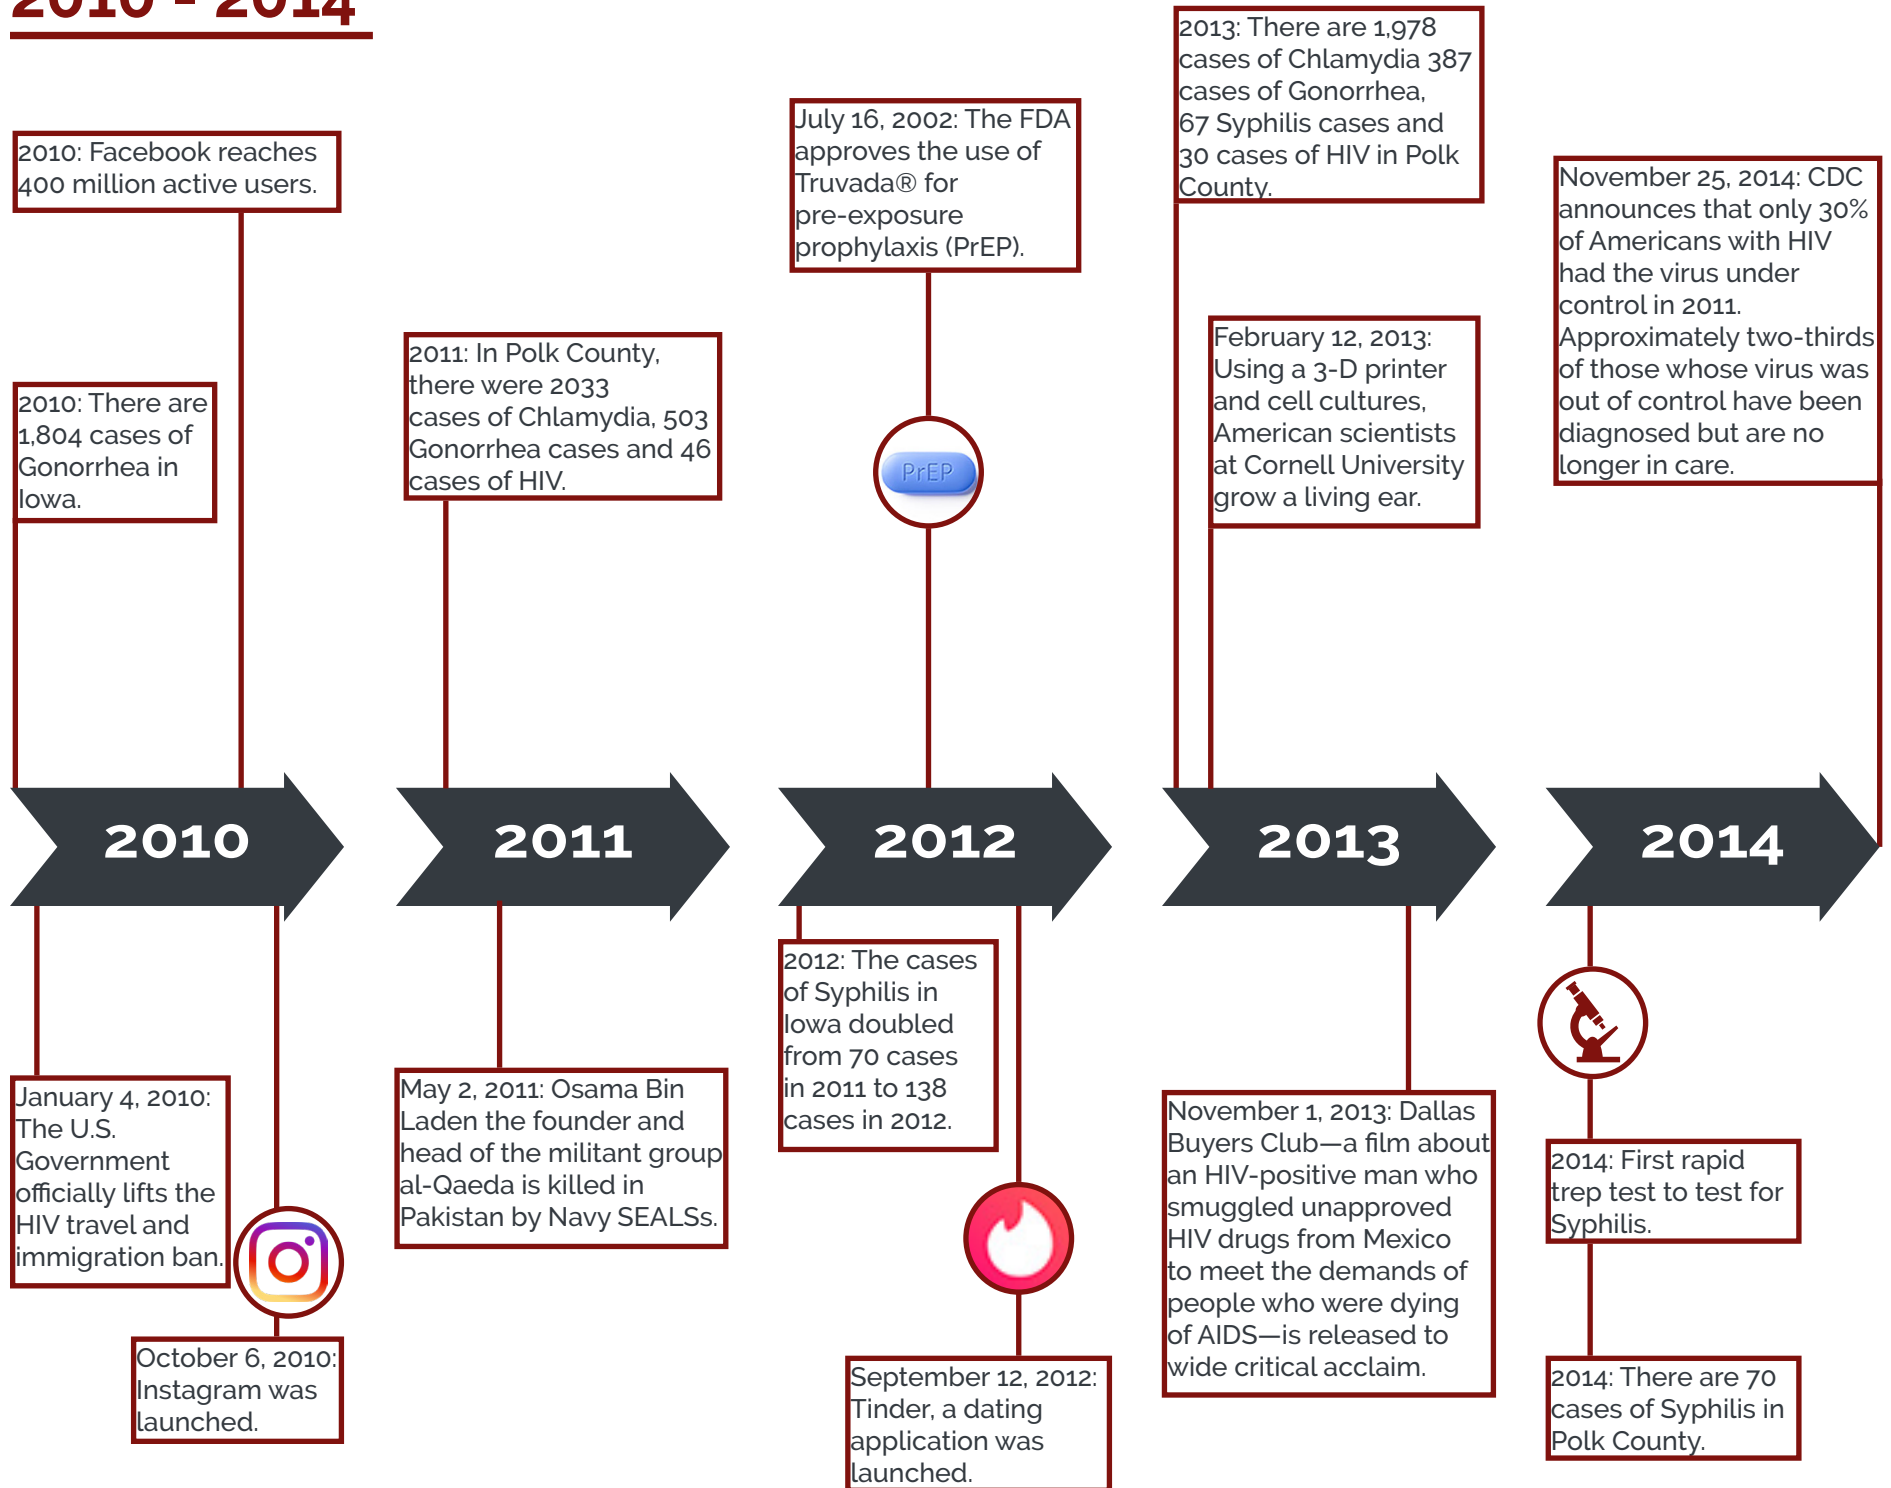 2010 - 2014
2010: Facebook reaches
400 million active users.
2010: There are
1,804 cases of
Gonorrhea in
Iowa.
2011: In Polk County,
there were 2033
cases of Chlamydia, 503
Gonorrhea cases and 46
cases of HIV.
July 16, 2002: The FDA
approves the use of
Truvada® for
pre-exposure
prophylaxis (PrEP).
PrEP
2013: There are 1,978
cases of Chlamydia 387
cases of Gonorrhea,
67 Syphilis cases and
30 cases of HIV in Polk
County.
February 12, 2013:
Using a 3-D printer
and cell cultures,
American scientists
at Cornell University
grow a living ear.
November 25, 2014: CDC
announces that only 30%
of Americans with HIV
had the virus under
control in 2011.
Approximately two-thirds
of those whose virus was
out of control have been
diagnosed but are no
longer in care.
2010
2011
2012
2013
2014
January 4, 2010:
The U.S.
Government
officially lifts the
HIV travel and
immigration ban.
October 6, 2010:
Instagram was
launched.
May 2, 2011: Osama Bin
Laden the founder and
head of the militant group
al-Qaeda is killed in
Pakistan by Navy SEALSs.
2012: The cases
of Syphilis in
Iowa doubled
from 70 cases
in 2011 to 138
cases in 2012.
September 12, 2012:
Tinder, a dating
application was
launched.
November 1, 2013: Dallas
Buyers Club—a film about
an HIV-positive man who
smuggled unapproved
HIV drugs from Mexico
to meet the demands of
people who were dying
of AIDS—is released to
wide critical acclaim.
2014: First rapid
trep test to test for
Syphilis.
2014: There are 70
cases of Syphilis in
Polk County.